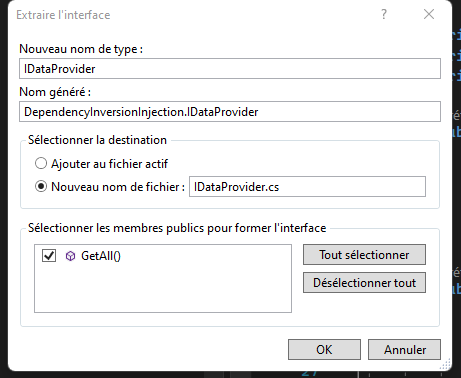 Extraire l'interface
? ✕
Nouveau nom de type :
IDataProvider
Nom généré :
DependencyInversionInjection.IDataProvider
Sélectionner la destination
Ajouter au fichier actif
Nouveau nom de fichier : IDataProvider.cs
Sélectionner les membres publics pour former l'interface
GetAll()
Tout sélectionner
Désélectionner tout
OK Annuler
27